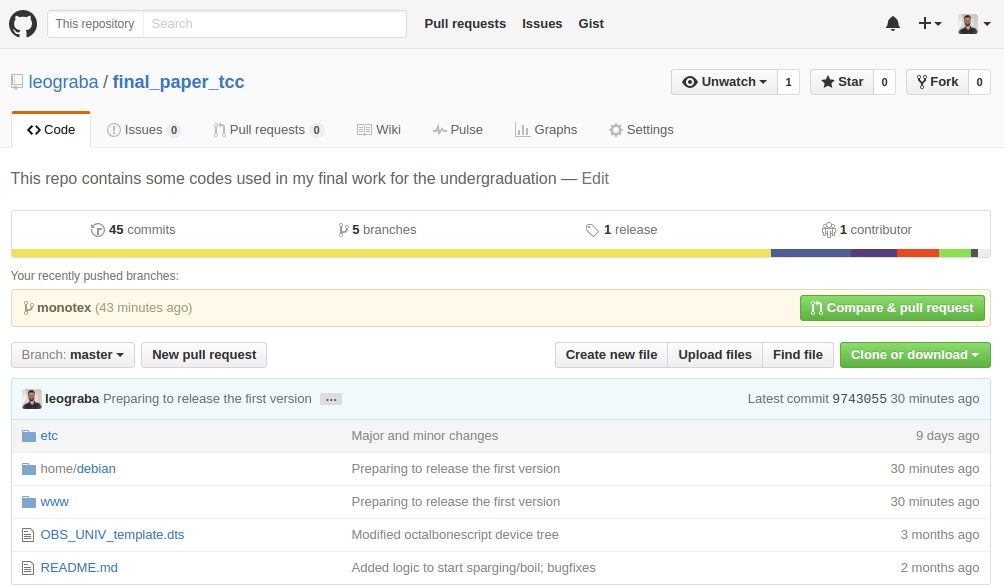 This repository Search Pull requests Issues Gist
leograba / final_paper_tcc Unwatch 1 Star 0 Fork 0
Code Issues 0 Pull requests 0 Wiki Pulse Graphs Settings
This repo contains some codes used in my final work for the undergraduation — Edit
45 commits 5 branches 1 release 1 contributor
Your recently pushed branches:
monotex (43 minutes ago) Compare & pull request
Branch: master New pull request Create new file Upload files Find file Clone or download
leograba Preparing to release the first version … Latest commit 9743055 30 minutes ago
etc Major and minor changes 9 days ago
home/debian Preparing to release the first version 30 minutes ago
www Preparing to release the first version 30 minutes ago
OBS_UNIV_template.dts Modified octalbonescript device tree 3 months ago
README.md Added logic to start sparging/boil; bugfixes 2 months ago